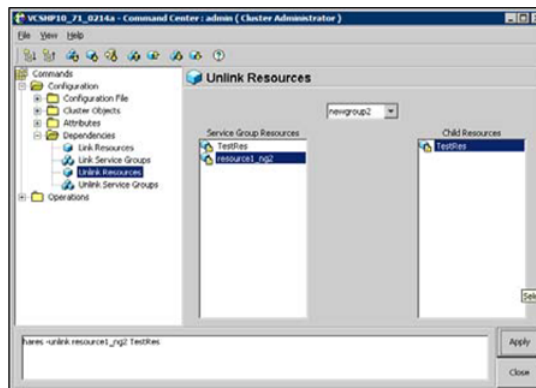 VCSHP10_71_0214a - Command Center : admin ( Cluster Administrator )
File View Help
Commands
Configuration
Configuration File
Cluster Objects
Attributes
Dependencies
Link Resources
Link Service Groups
Unlink Resources
Unlink Service Groups
Operations
Unlink Resources
newgroup2
Service Group Resources
TestRes
resource1_ng2
Child Resources
TestRes
Sele
hares -unlink resource1_ng2 TestRes
Apply
Close